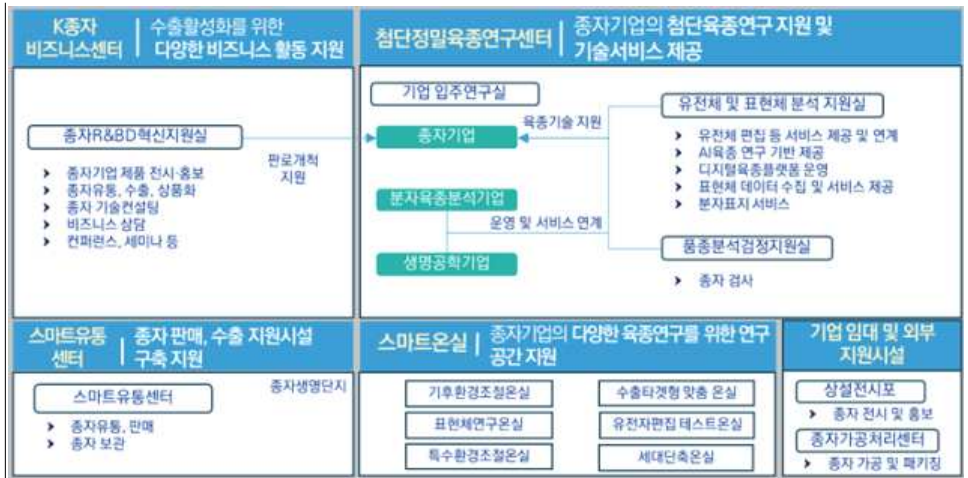 K종자
비즈니스센터
수출활성화를 위한
다양한 비즈니스 활동 지원
종자R&BD혁신지원실
종자기업 제품 전시·홍보
종자유통, 수출, 상품화
종자 기술컨설팅
비즈니스 상담
컨퍼런스, 세미나 등
판로개척
지원
첨단정밀육종연구센터
종자기업의 첨단육종연구 지원 및
기술서비스 제공
기업 입주연구실
종자기업
분자육종분석기업
생명공학기업
육종기술 지원
운영 및 서비스 연계
유전체 및 표현체 분석 지원실
유전체 편집 등 서비스 제공 및 연계
AI육종 연구 기반 제공
디지털육종플랫폼 운영
표현체 데이터 수집 및 서비스 제공
분자표지 서비스
품종분석검정지원실
종자 검사
스마트유통
센터
종자 판매, 수출 지원시설
구축 지원
스마트유통센터
종자생명단지
종자유통, 판매
종자 보관
스마트온실
종자기업의 다양한 육종연구를 위한 연구
공간 지원
기후환경조절온실
수출타겟형 맞춤 온실
표현체연구온실
유전자편집 테스트온실
특수환경조절온실
세대단축온실
기업 임대 및 외부
지원시설
상설전시포
종자 전시 및 홍보
종자가공처리센터
종자 가공 및 패키징